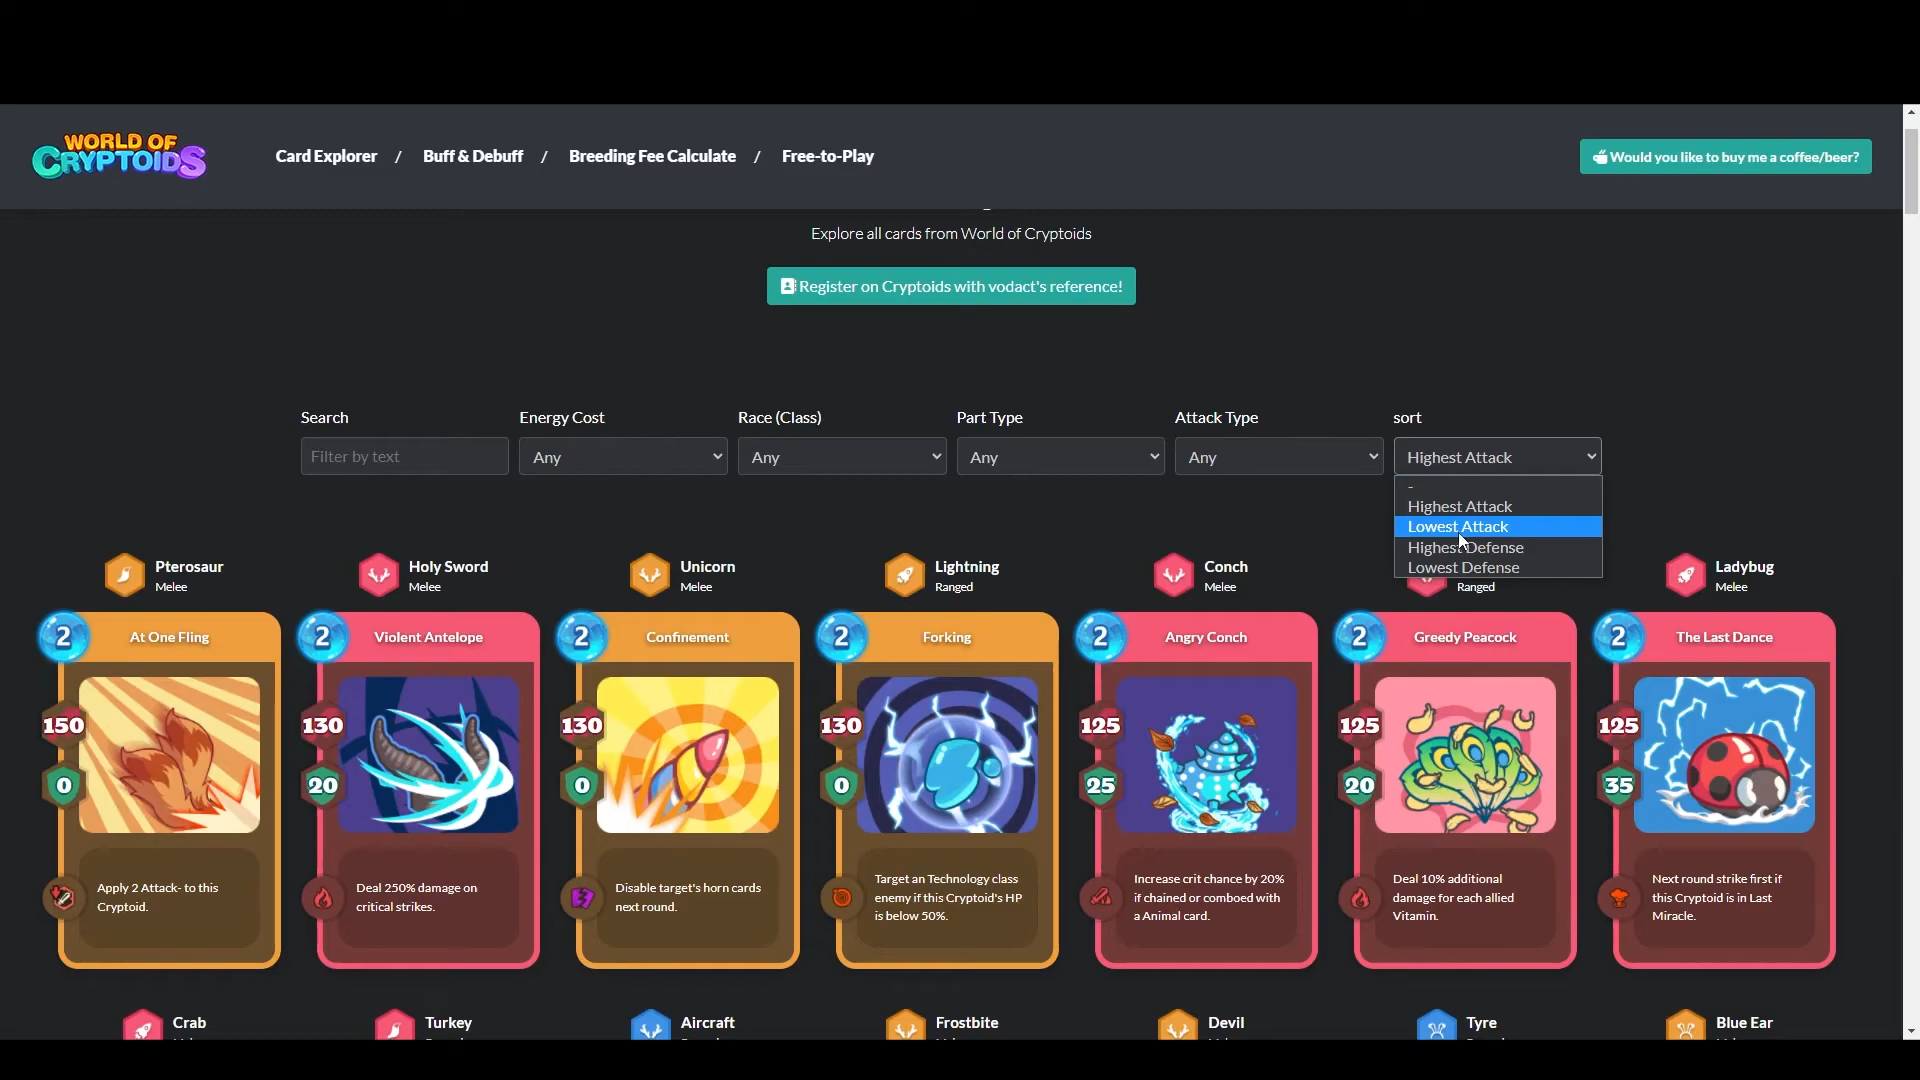 WORLD OF
CRYPTOIDS
Card Explorer / Buff & Debuff / Breeding Fee Calculate / Free-to-Play
Would you like to buy me a coffee/beer?
Explore all cards from World of Cryptoids
Register on Cryptoids with vodact's reference!
Search
Energy Cost
Race (Class)
Part Type
Attack Type
sort
Filter by text
Any
Any
Any
Any
Highest Attack
-
Highest Attack
Lowest Attack
Highest Defense
Lowest Defense
Pterosaur
Melee
2
At One Fling
150
0
Apply 2 Attack- to this
Cryptoid.
Holy Sword
Melee
2
Violent Antelope
130
20
Deal 250% damage on
critical strikes.
Unicorn
Melee
2
Confinement
130
0
Disable target's horn cards
next round.
Lightning
Ranged
2
Forking
130
0
Target an Technology class
enemy if this Cryptoid's HP
is below 50%.
Conch
Melee
2
Angry Conch
125
25
Increase crit chance by 20%
if chained or comboed with
a Animal card.
Ranged
2
Greedy Peacock
125
20
Deal 10% additional
damage for each allied
Vitamin.
Ladybug
Melee
2
The Last Dance
125
35
Next round strike first if
this Cryptoid is in Last
Miracle.
Crab
Turkey
Aircraft
Frostbite
Devil
Tyre
Blue Ear